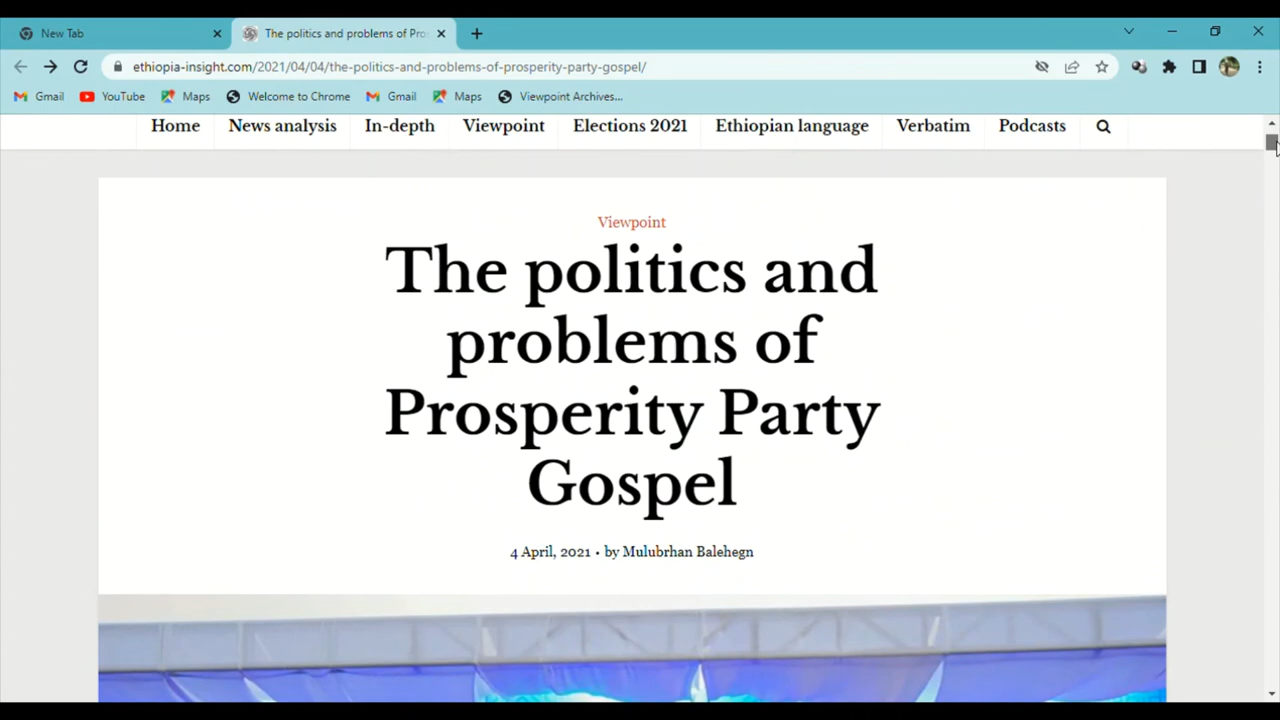 New Tab
The politics and problems of Pro
ethiopia-insight.com/2021/04/04/the-politics-and-problems-of-prosperity-party-gospel/
Gmail YouTube Maps Welcome to Chrome Gmail Maps Viewpoint Archives...
Home News analysis In-depth Viewpoint Elections 2021 Ethiopian language Verbatim Podcasts
Viewpoint
The politics and
problems of
Prosperity Party
Gospel
4 April, 2021 • by Mulubrhan Balehegn